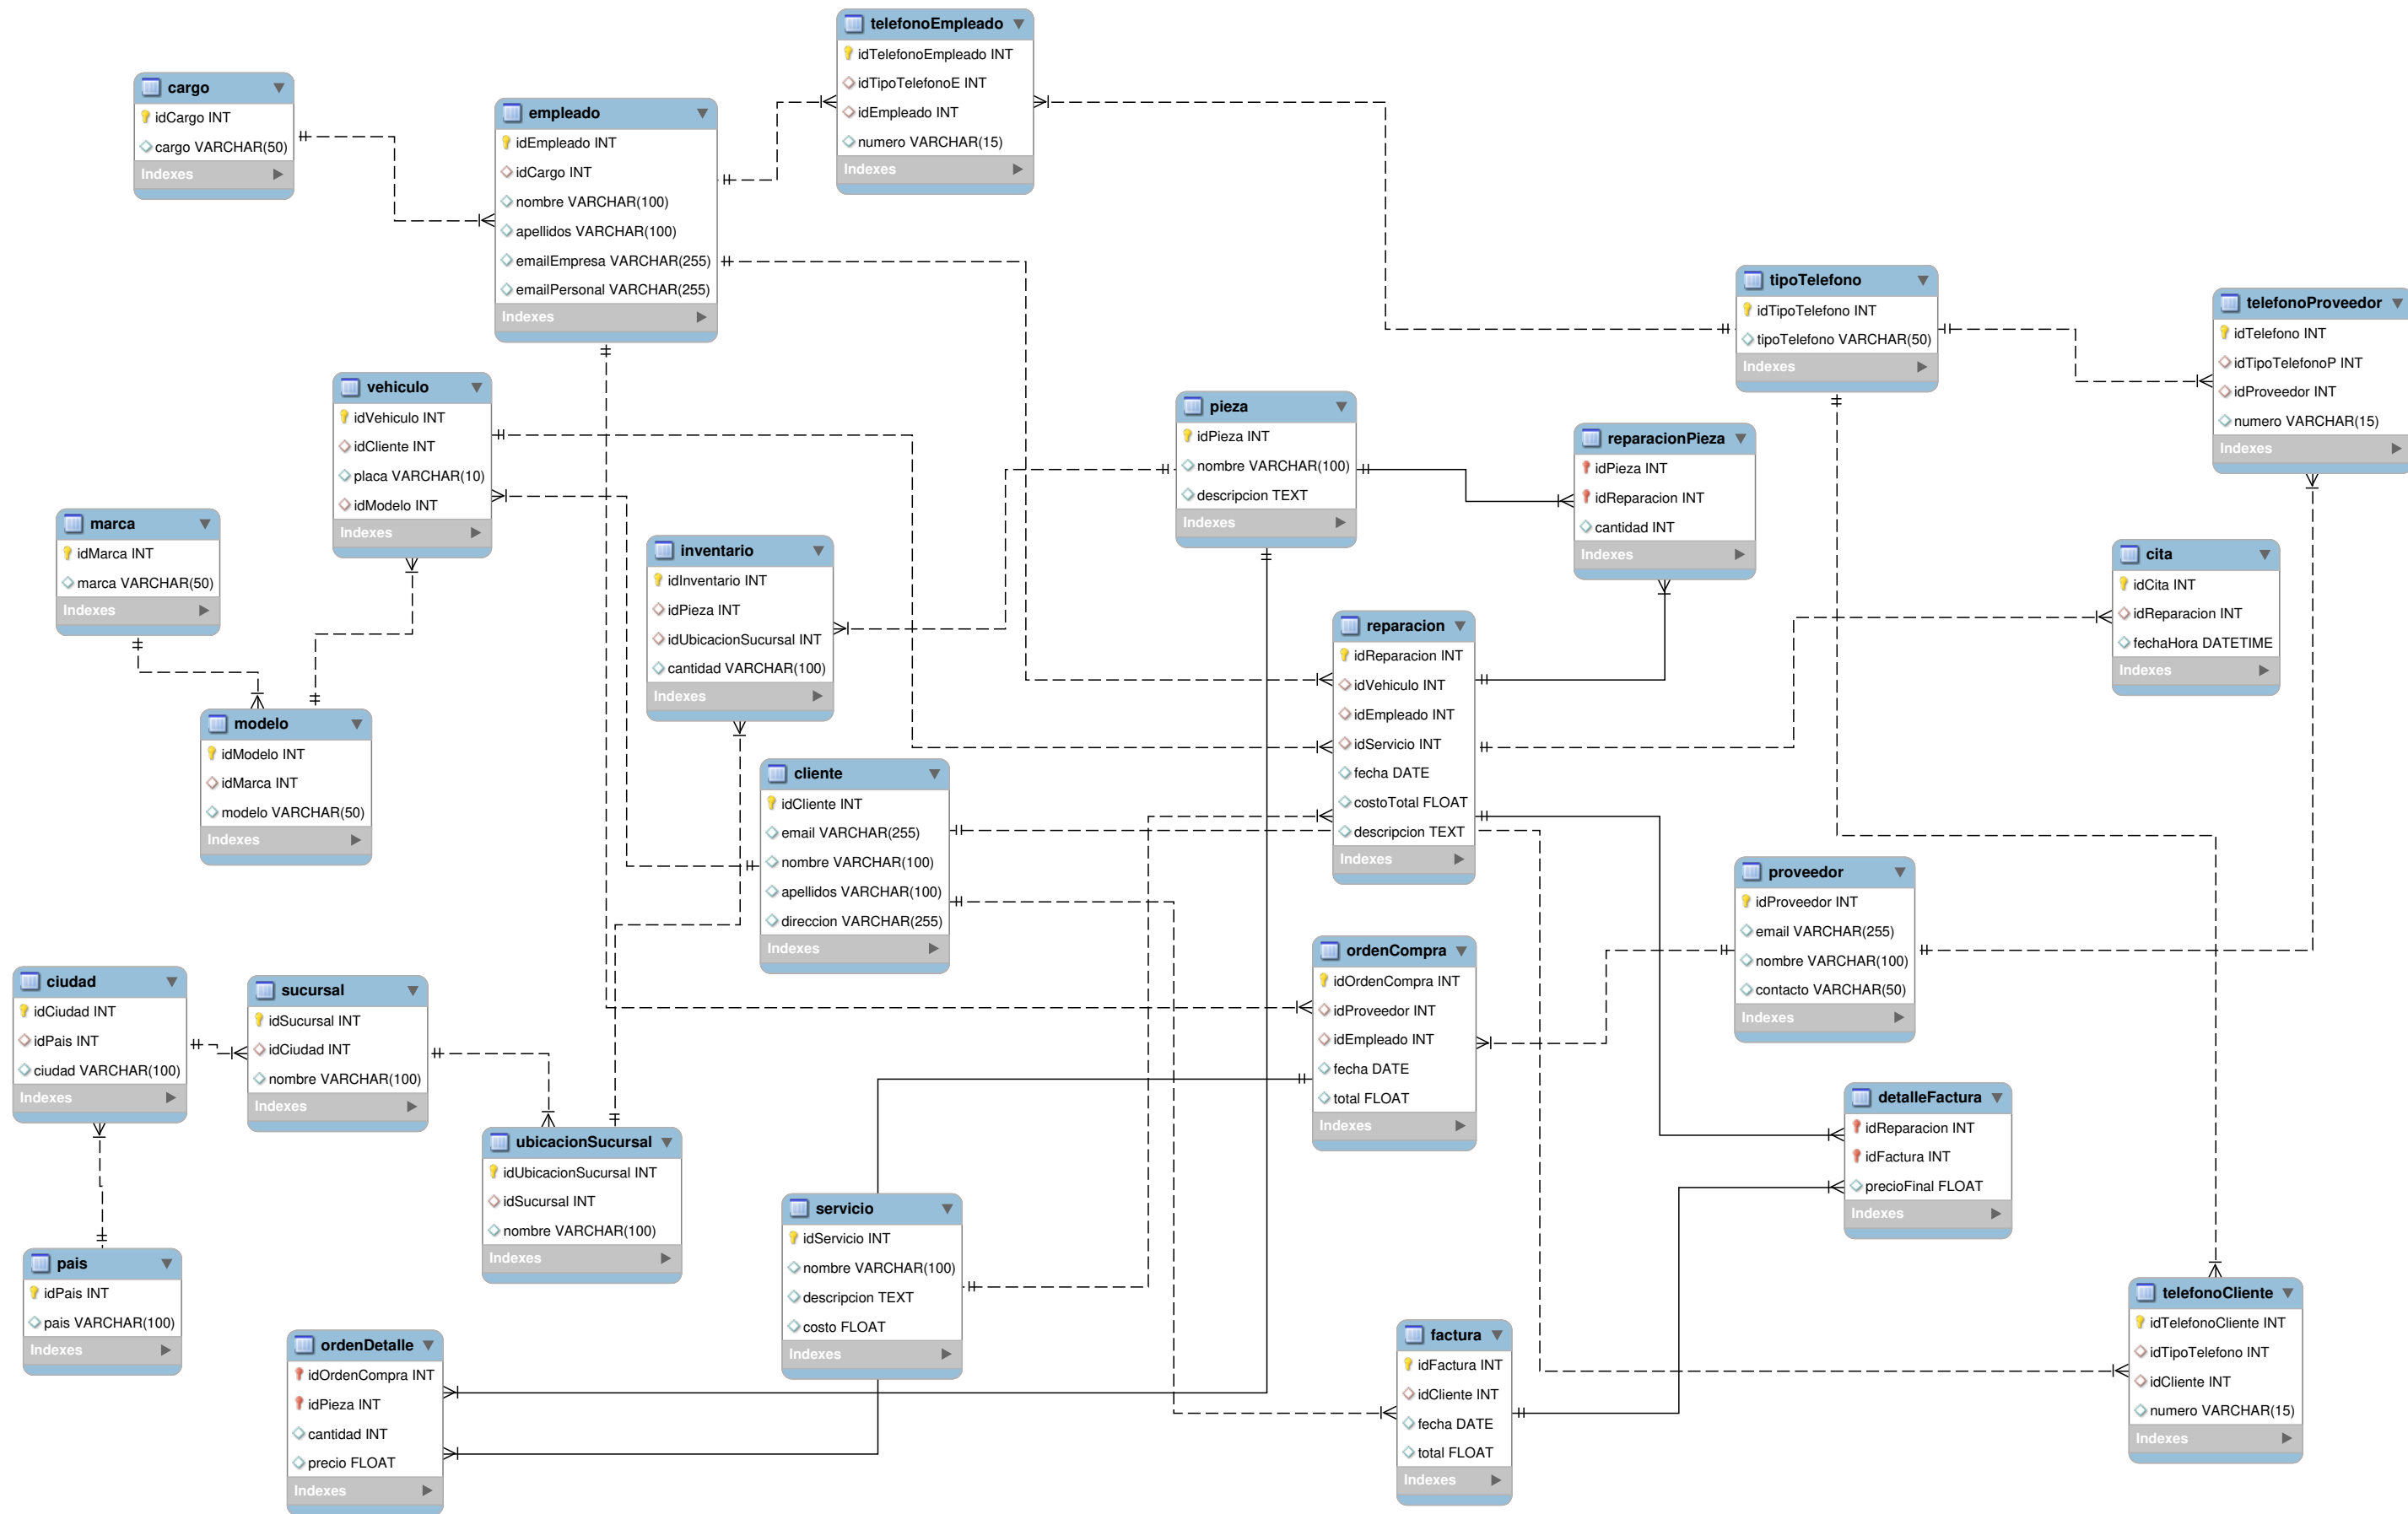 telefonoEmpleado
idTelefonoEmpleado INT
idTipoTelefonoE INT
idEmpleado INT
numero VARCHAR(15)
Indexes
cargo
idCargo INT
cargo VARCHAR(50)
Indexes
empleado
idEmpleado INT
idCargo INT
nombre VARCHAR(100)
apellidos VARCHAR(100)
emailEmpresa VARCHAR(255)
emailPersonal VARCHAR(255)
Indexes
tipoTelefono
idTipoTelefono INT
tipoTelefono VARCHAR(50)
Indexes
telefonoProveedor
idTelefono INT
idTipoTelefonoP INT
idProveedor INT
numero VARCHAR(15)
Indexes
vehiculo
idVehiculo INT
idCliente INT
placa VARCHAR(10)
idModelo INT
Indexes
pieza
idPieza INT
nombre VARCHAR(100)
descripcion TEXT
Indexes
reparacionPieza
idPieza INT
idReparacion INT
cantidad INT
Indexes
marca
idMarca INT
marca VARCHAR(50)
Indexes
inventario
idInventario INT
idPieza INT
idUbicacionSucursal INT
cantidad VARCHAR(100)
Indexes
cita
idCita INT
idReparacion INT
fechaHora DATETIME
Indexes
reparacion
idReparacion INT
idVehiculo INT
idEmpleado INT
idServicio INT
fecha DATE
costoTotal FLOAT
descripcion TEXT
Indexes
modelo
idModelo INT
idMarca INT
modelo VARCHAR(50)
Indexes
cliente
idCliente INT
email VARCHAR(255)
nombre VARCHAR(100)
apellidos VARCHAR(100)
direccion VARCHAR(255)
Indexes
proveedor
idProveedor INT
email VARCHAR(255)
nombre VARCHAR(100)
contacto VARCHAR(50)
Indexes
ordenCompra
idOrdenCompra INT
idProveedor INT
idEmpleado INT
fecha DATE
total FLOAT
Indexes
ciudad
idCiudad INT
idPais INT
ciudad VARCHAR(100)
Indexes
sucursal
idSucursal INT
idCiudad INT
nombre VARCHAR(100)
Indexes
detalleFactura
idReparacion INT
idFactura INT
precioFinal FLOAT
Indexes
ubicacionSucursal
idUbicacionSucursal INT
idSucursal INT
nombre VARCHAR(100)
Indexes
servicio
idServicio INT
nombre VARCHAR(100)
descripcion TEXT
costo FLOAT
Indexes
pais
idPais INT
pais VARCHAR(100)
Indexes
telefonoCliente
idTelefonoCliente INT
idTipoTelefono INT
idCliente INT
numero VARCHAR(15)
Indexes
factura
idFactura INT
idCliente INT
fecha DATE
total FLOAT
Indexes
ordenDetalle
idOrdenCompra INT
idPieza INT
cantidad INT
precio FLOAT
Indexes